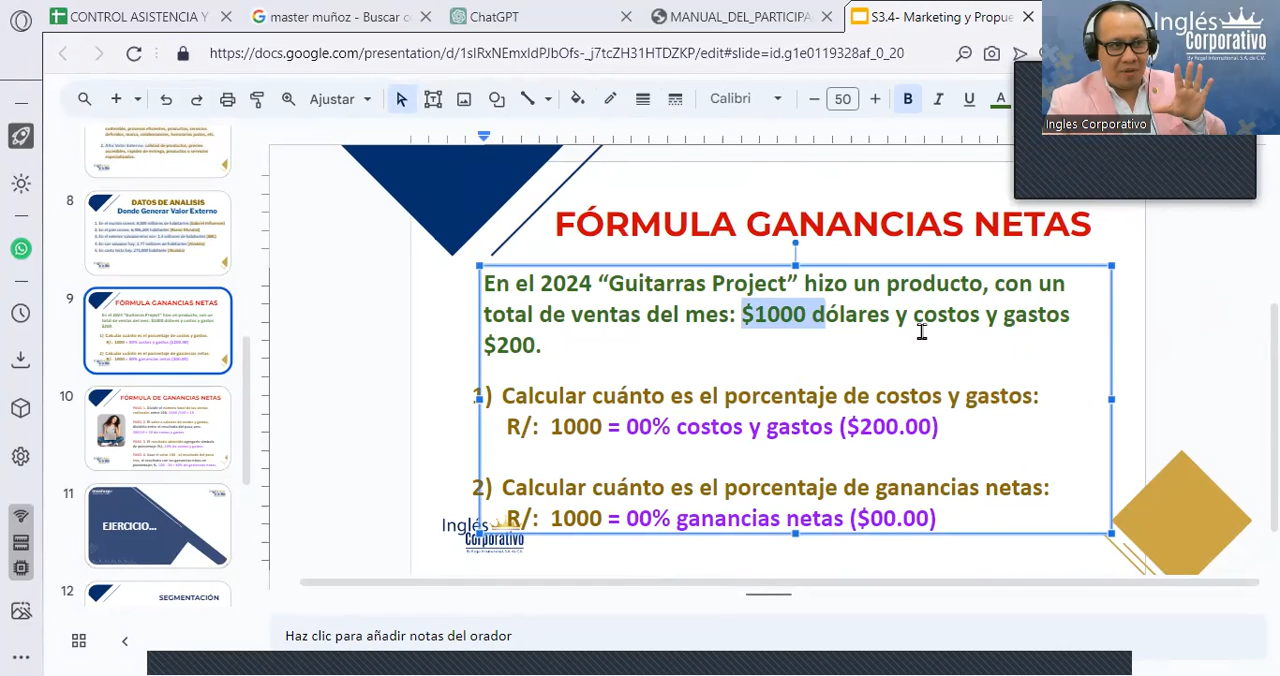 CONTROL ASISTENCIA Y
master muñoz - Buscar c
ChatGPT
MANUAL_DEL_PARTICIPA
S3.4- Marketing y Propue
https://docs.google.com/presentation/d/1slRxNEmxIdPJbOfs-_j7tcZH31HTDZKP/edit#slide=id.g1e0119328af_0_20
Inglés
Corporativo
By Regal International, S.A. de C.V.
Ingles Corporativo
Ajustar
Calibri
50
B
I
U
A
8
DATOS DE ANALISIS
Donde Generar Valor Externo
9
FÓRMULA GANANCIAS NETAS
10
FÓRMULA DE GANANCIAS NETAS
11
EJERCICIO...
12
SEGMENTACIÓN
FÓRMULA GANANCIAS NETAS
En el 2024 “Guitarras Project” hizo un producto, con un
total de ventas del mes: $1000 dólares y costos y gastos
$200.
1) Calcular cuánto es el porcentaje de costos y gastos:
R/: 1000 = 00% costos y gastos ($200.00)
2) Calcular cuánto es el porcentaje de ganancias netas:
R/: 1000 = 00% ganancias netas ($00.00)
Inglés
Corporativo
Haz clic para añadir notas del orador